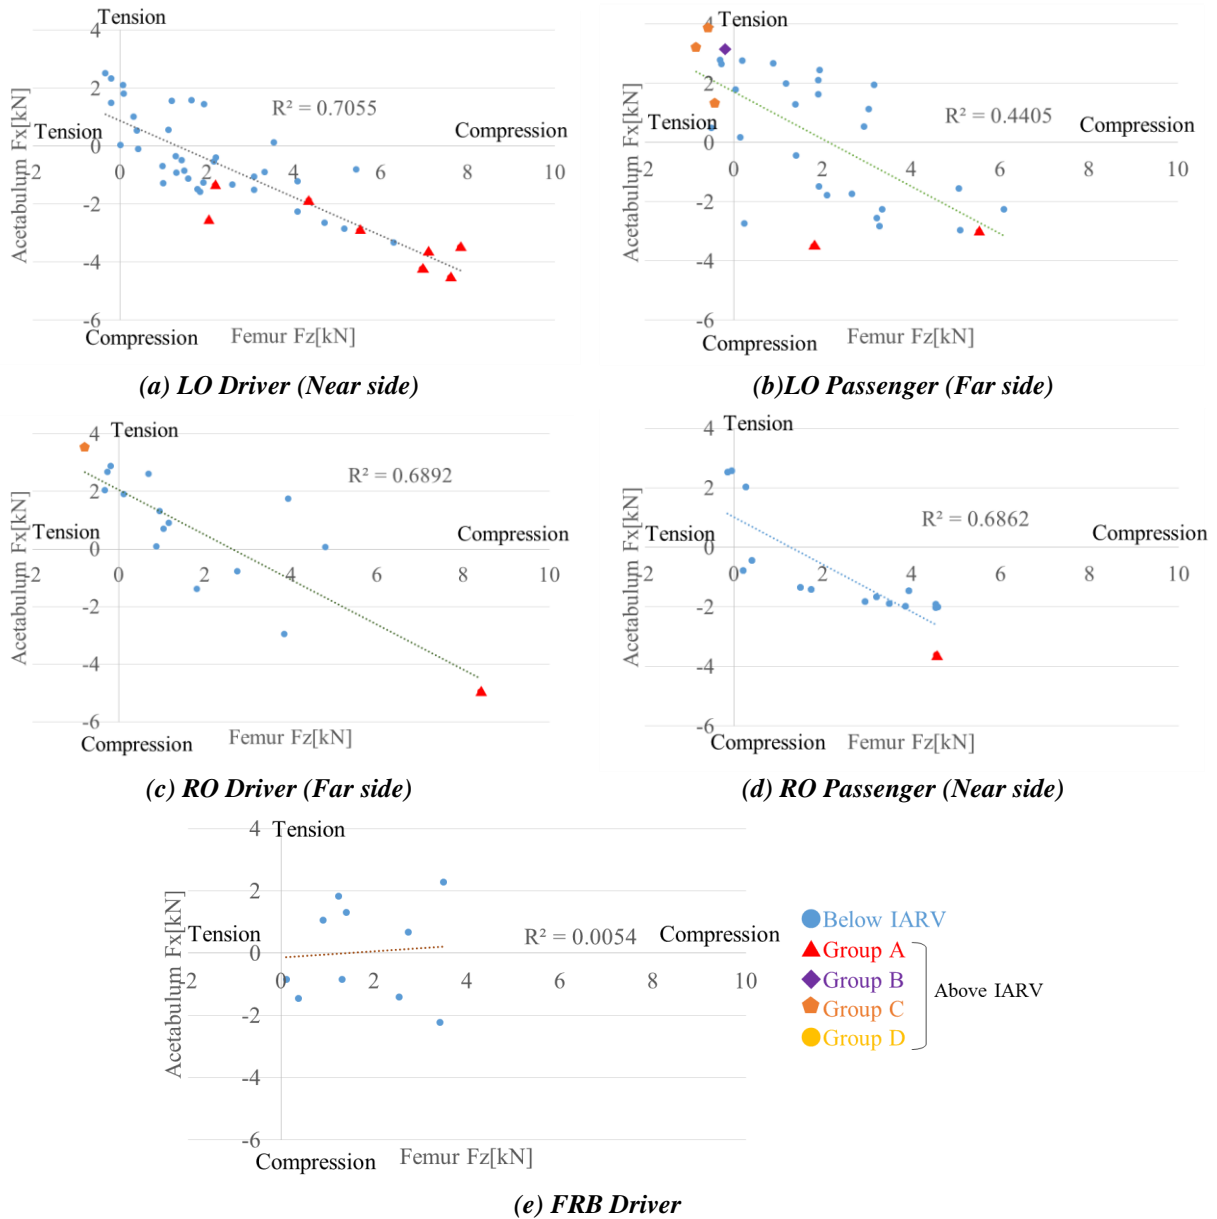 Tension
4
2
R² = 0.7055
Tension
Compression
0
-2 0 2 4 6 8 10
-2
-4
-6
Acetabulum Fx[kN]
Compression
Femur Fz[kN]
(a) LO Driver (Near side)
Tension
4
2
R² = 0.4405
Tension
Compression
0
-2 0 2 4 6 8 10
-2
-4
-6
Acetabulum Fx[kN]
Compression
Femur Fz[kN]
(b)LO Passenger (Far side)
Tension
4
2
R² = 0.6892
Tension
Compression
0
-2 0 2 4 6 8 10
-2
-4
-6
Acetabulum Fx[kN]
Compression
Femur Fz[kN]
(c) RO Driver (Far side)
Tension
4
2
R² = 0.6862
Tension
Compression
0
-2 0 2 4 6 8 10
-2
-4
-6
Acetabulum Fx[kN]
Compression
Femur Fz[kN]
(d) RO Passenger (Near side)
Tension
4
2
R² = 0.0054
Tension
Compression
0
-2 0 2 4 6 8 10
-2
-4
-6
Acetabulum Fx[kN]
Compression
Femur Fz[kN]
Below IARV
Group A
Group B
Group C
Group D
Above IARV
(e) FRB Driver